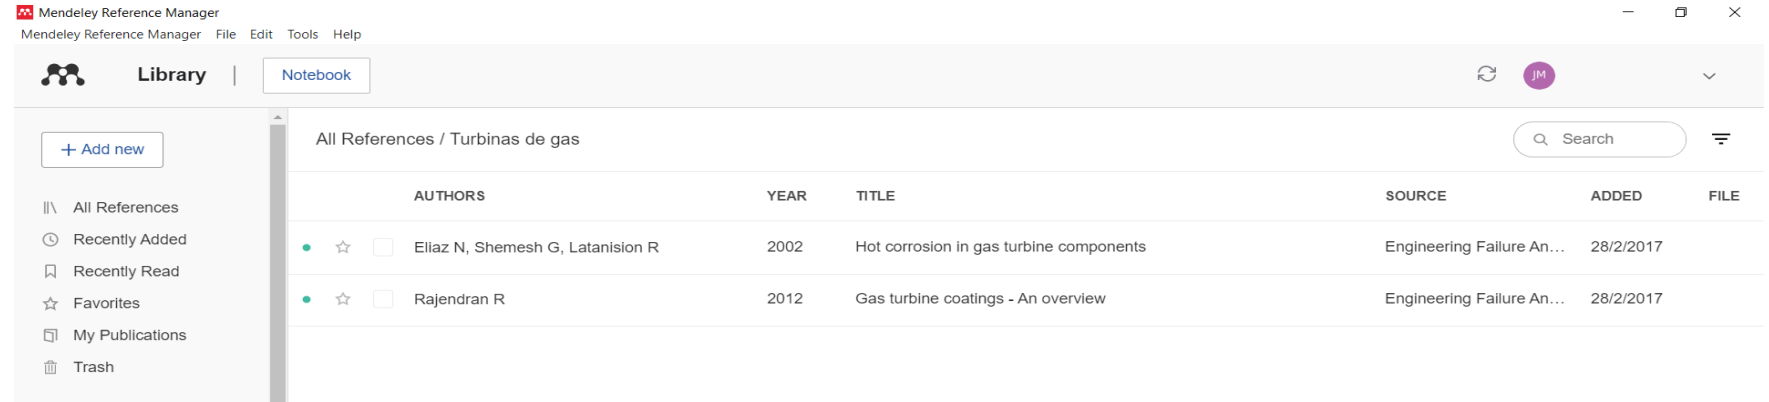 Mendeley Reference Manager
Mendeley Reference Manager File Edit Tools Help
Library | Notebook JM
+ Add new
All References
Recently Added
Recently Read
Favorites
My Publications
Trash
All References / Turbinas de gas Search
AUTHORS YEAR TITLE SOURCE ADDED FILE
Eliaz N, Shemesh G, Latanision R 2002 Hot corrosion in gas turbine components Engineering Failure An... 28/2/2017
Rajendran R 2012 Gas turbine coatings - An overview Engineering Failure An... 28/2/2017